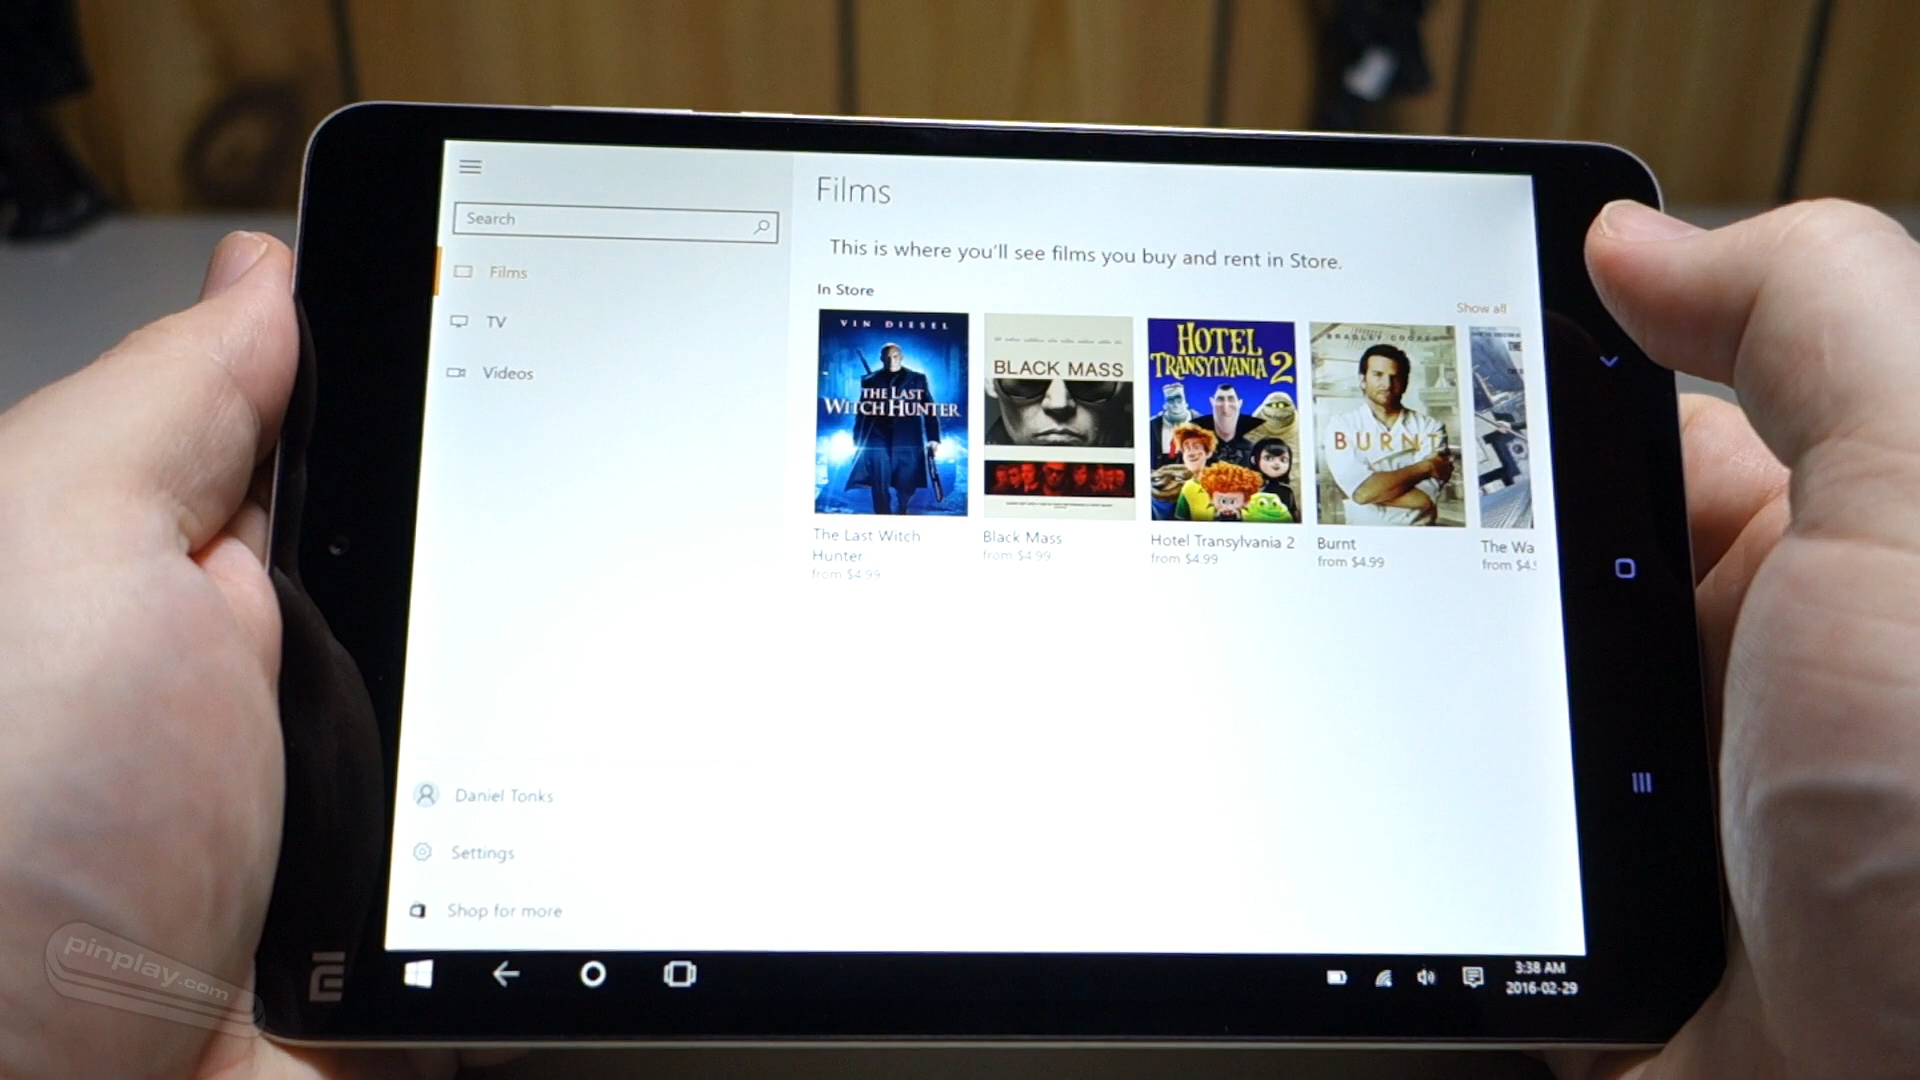 Films
Search
This is where you'll see films you buy and rent in Store.
Films
In Store
Show all
TV
Videos
VIN DIESEL
THE LAST
WITCH HUNTER
BLACK MASS
HOTEL
TRANSYLVANIA 2
BRADLEY COOPER
BURNT
THE
The Last Witch
Hunter
from $4.99
Black Mass
from $4.99
Hotel Transylvania 2
from $4.99
Burnt
from $4.99
The Wa
from $4.
Daniel Tonks
Settings
Shop for more
pinplay.com
3:38 AM
2016-02-29